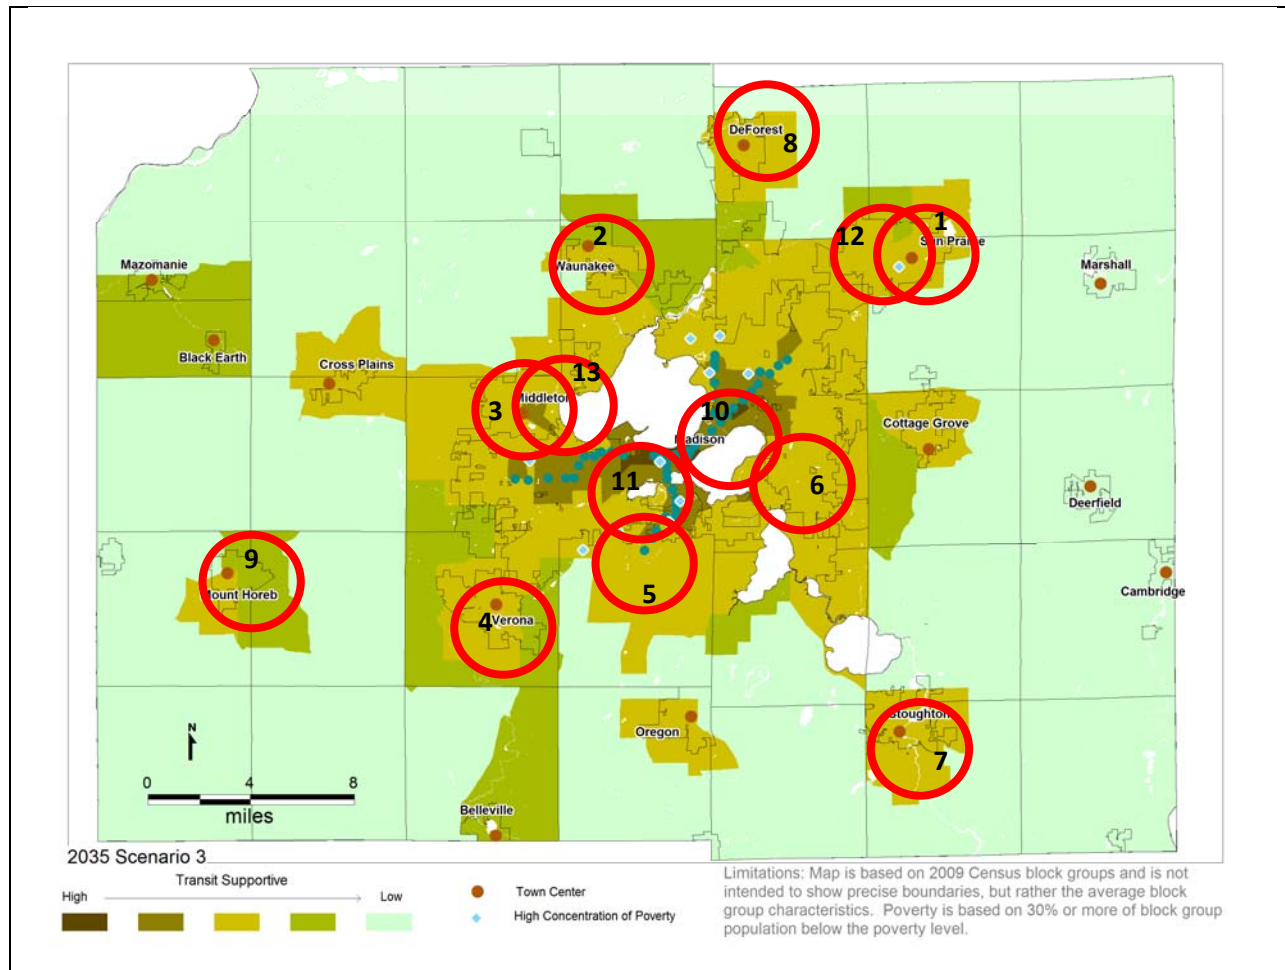 DeForest
8
12
1
Sun Prairie
2
Waunakee
Mazomanie
Marshall
Black Earth
Cross Plains
13
3
Middleton
10
Madison
Cottage Grove
11
6
Deerfield
9
Mount Horeb
5
Cambridge
4
Verona
N
Oregon
Stoughton
7
0 4 8
miles
Belleville
2035 Scenario 3
Transit Supportive
High Low
Town Center
High Concentration of Poverty
Limitations: Map is based on 2009 Census block groups and is not
intended to show precise boundaries, but rather the average block
group characteristics. Poverty is based on 30% or more of block group
population below the poverty level.